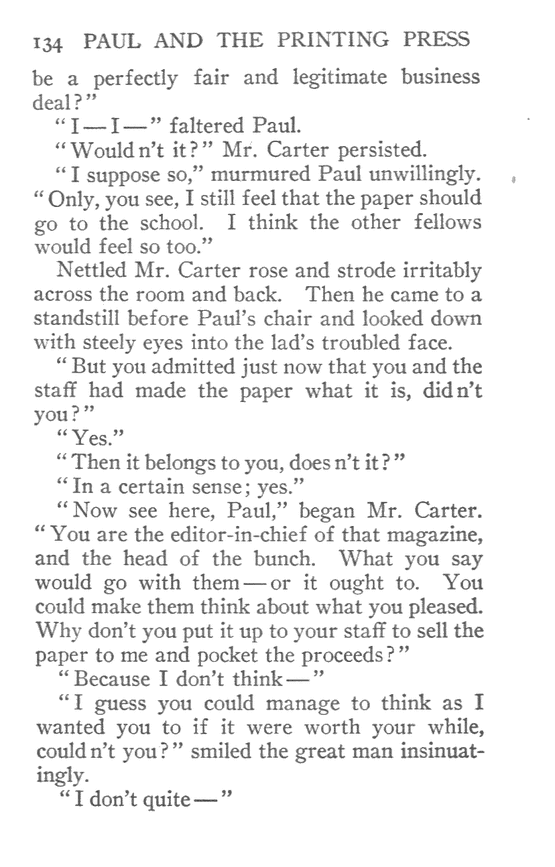 134 PAUL AND THE PRINTING PRESS
be a perfectly fair and legitimate business
deal?"
"I—I—" faltered Paul.
"Would n't it?" Mr. Carter persisted.
"I suppose so," murmured Paul unwillingly.
"Only, you see, I still feel that the paper should
go to the school. I think the other fellows
would feel so too."
Nettled Mr. Carter rose and strode irritably
across the room and back. Then he came to a
standstill before Paul's chair and looked down
with steely eyes into the lad's troubled face.
"But you admitted just now that you and the
staff had made the paper what it is, did n't
you?"
"Yes."
"Then it belongs to you, does n't it?"
"In a certain sense; yes."
"Now see here, Paul," began Mr. Carter.
"You are the editor-in-chief of that magazine,
and the head of the bunch. What you say
would go with them—or it ought to. You
could make them think about what you pleased.
Why don't you put it up to your staff to sell the
paper to me and pocket the proceeds?"
"Because I don't think—"
"I guess you could manage to think as I
wanted you to if it were worth your while,
could n't you?" smiled the great man insinuat-
ingly.
"I don't quite—"